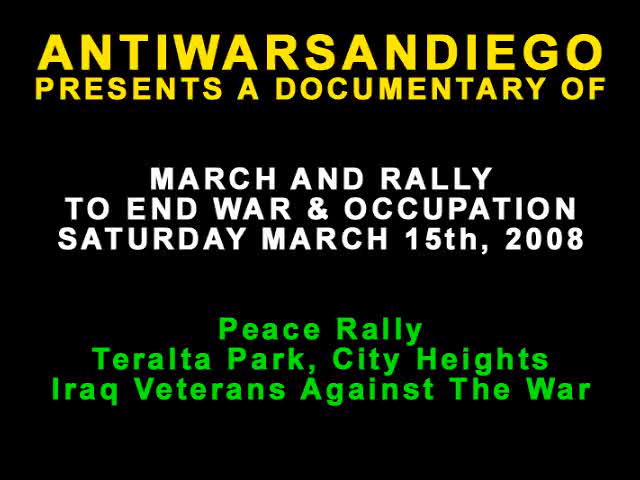 ANTIWARSANDIEGO
PRESENTS A DOCUMENTARY OF
MARCH AND RALLY
TO END WAR & OCCUPATION
SATURDAY MARCH 15th, 2008
Peace Rally
Teralta Park, City Heights
Iraq Veterans Against The War